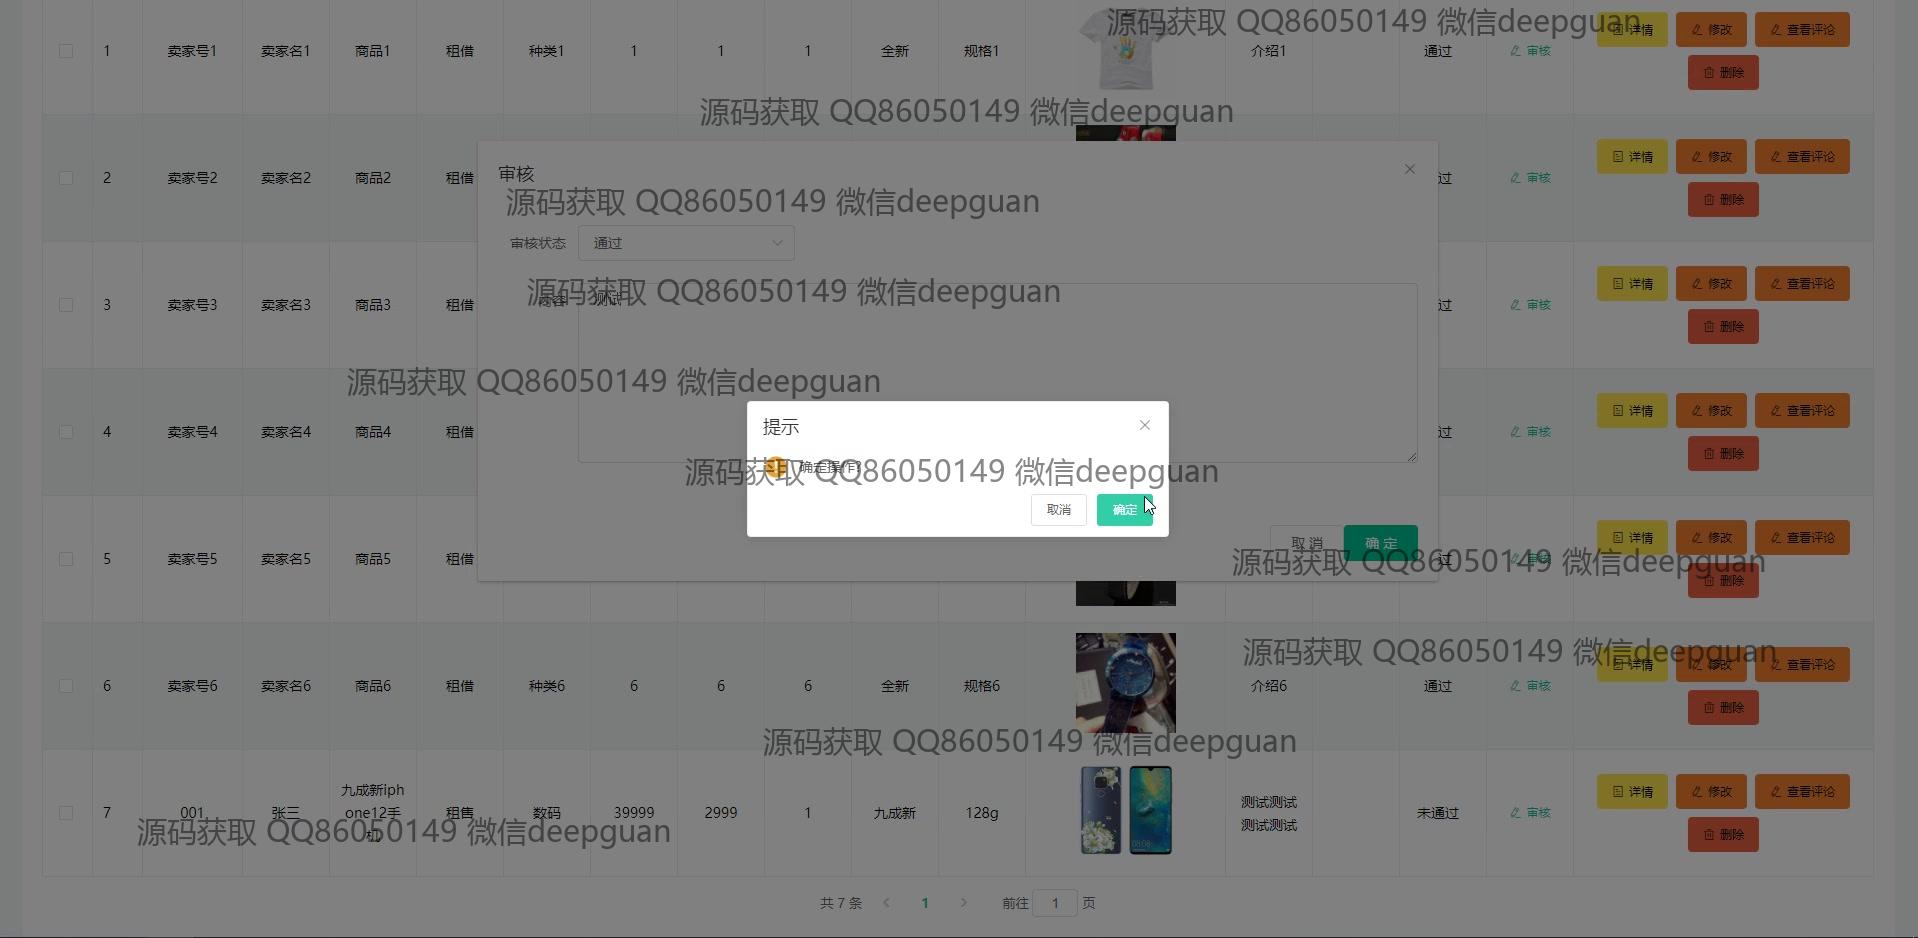 源码获取 QQ86050149 微信deepguan
1 卖家号1 卖家名1 商品1 租借 种类1 1 1 1 全新 规格1 介绍1 通过 审核 详情 修改 查看评论
删除
源码获取 QQ86050149 微信deepguan
2 卖家号2 卖家名2 商品2 租借 过 审核 详情 修改 查看评论
删除
审核
源码获取 QQ86050149 微信deepguan
审核状态 通过
3 卖家号3 卖家名3 商品3 租借 过 审核 详情 修改 查看评论
删除
内容 测试
源码获取 QQ86050149 微信deepguan
源码获取 QQ86050149 微信deepguan
4 卖家号4 卖家名4 商品4 租借 过 审核 详情 修改 查看评论
删除
提示
确定操作?
源码获取 QQ86050149 微信deepguan
取消 确定
取 消 确 定
5 卖家号5 卖家名5 商品5 租借 过 审核 详情 修改 查看评论
删除
源码获取 QQ86050149 微信deepguan
源码获取 QQ86050149 微信deepguan
6 卖家号6 卖家名6 商品6 租借 种类6 6 6 6 全新 规格6 介绍6 通过 审核 详情 修改 查看评论
删除
源码获取 QQ86050149 微信deepguan
7 001 张三 九成新iph
one12手
机 租售 数码 39999 2999 1 九成新 128g 测试测试
测试测试 未通过 审核 详情 修改 查看评论
删除
源码获取 QQ86050149 微信deepguan
共 7 条 1 前往 1 页